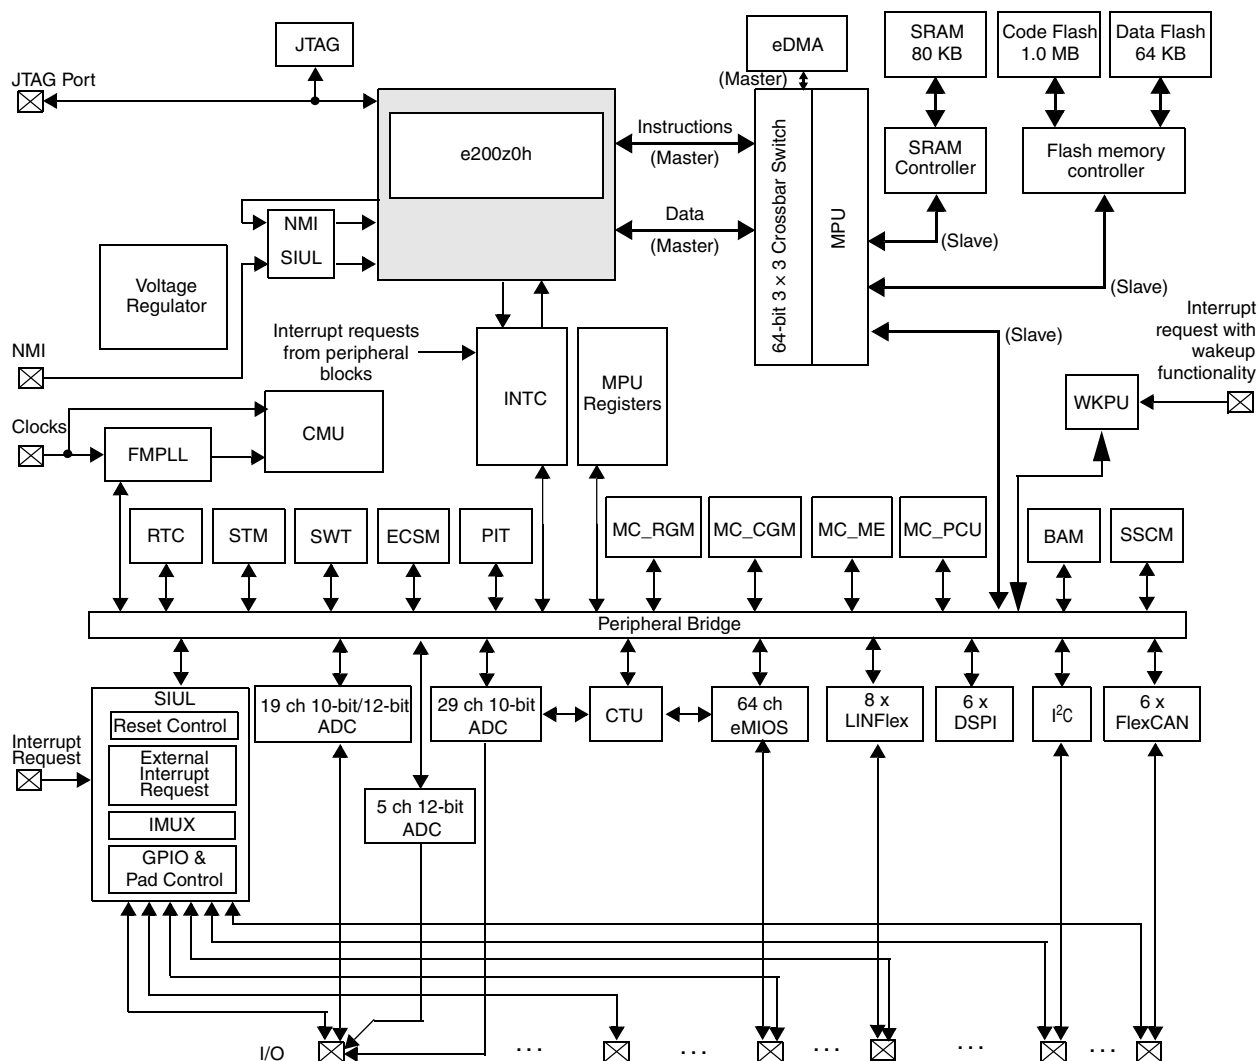 JTAG
eDMA
SRAM
80 KB
Code Flash
1.0 MB
Data Flash
64 KB
JTAG Port
(Master)
e200z0h
Instructions
(Master)
64-bit 3 × 3 Crossbar Switch
MPU
SRAM
Controller
Flash memory
controller
NMI
SIUL
Data
(Master)
(Slave)
(Slave)
(Slave)
Voltage
Regulator
Interrupt
request with
wakeup
functionality
NMI
Interrupt requests
from peripheral
blocks
INTC
MPU
Registers
WKPU
Clocks
FMPLL
CMU
RTC
STM
SWT
ECSM
PIT
MC_RGM
MC_CGM
MC_ME
MC_PCU
BAM
SSCM
Peripheral Bridge
SIUL
Reset Control
External
Interrupt
Request
IMUX
GPIO &
Pad Control
Interrupt
Request
19 ch 10-bit/12-bit
ADC
29 ch 10-bit
ADC
CTU
64 ch
eMIOS
8 x
LINFlex
6 x
DSPI
I²C
6 x
FlexCAN
5 ch 12-bit
ADC
I/O
. . .
. . .
. . .
. . .
. . .